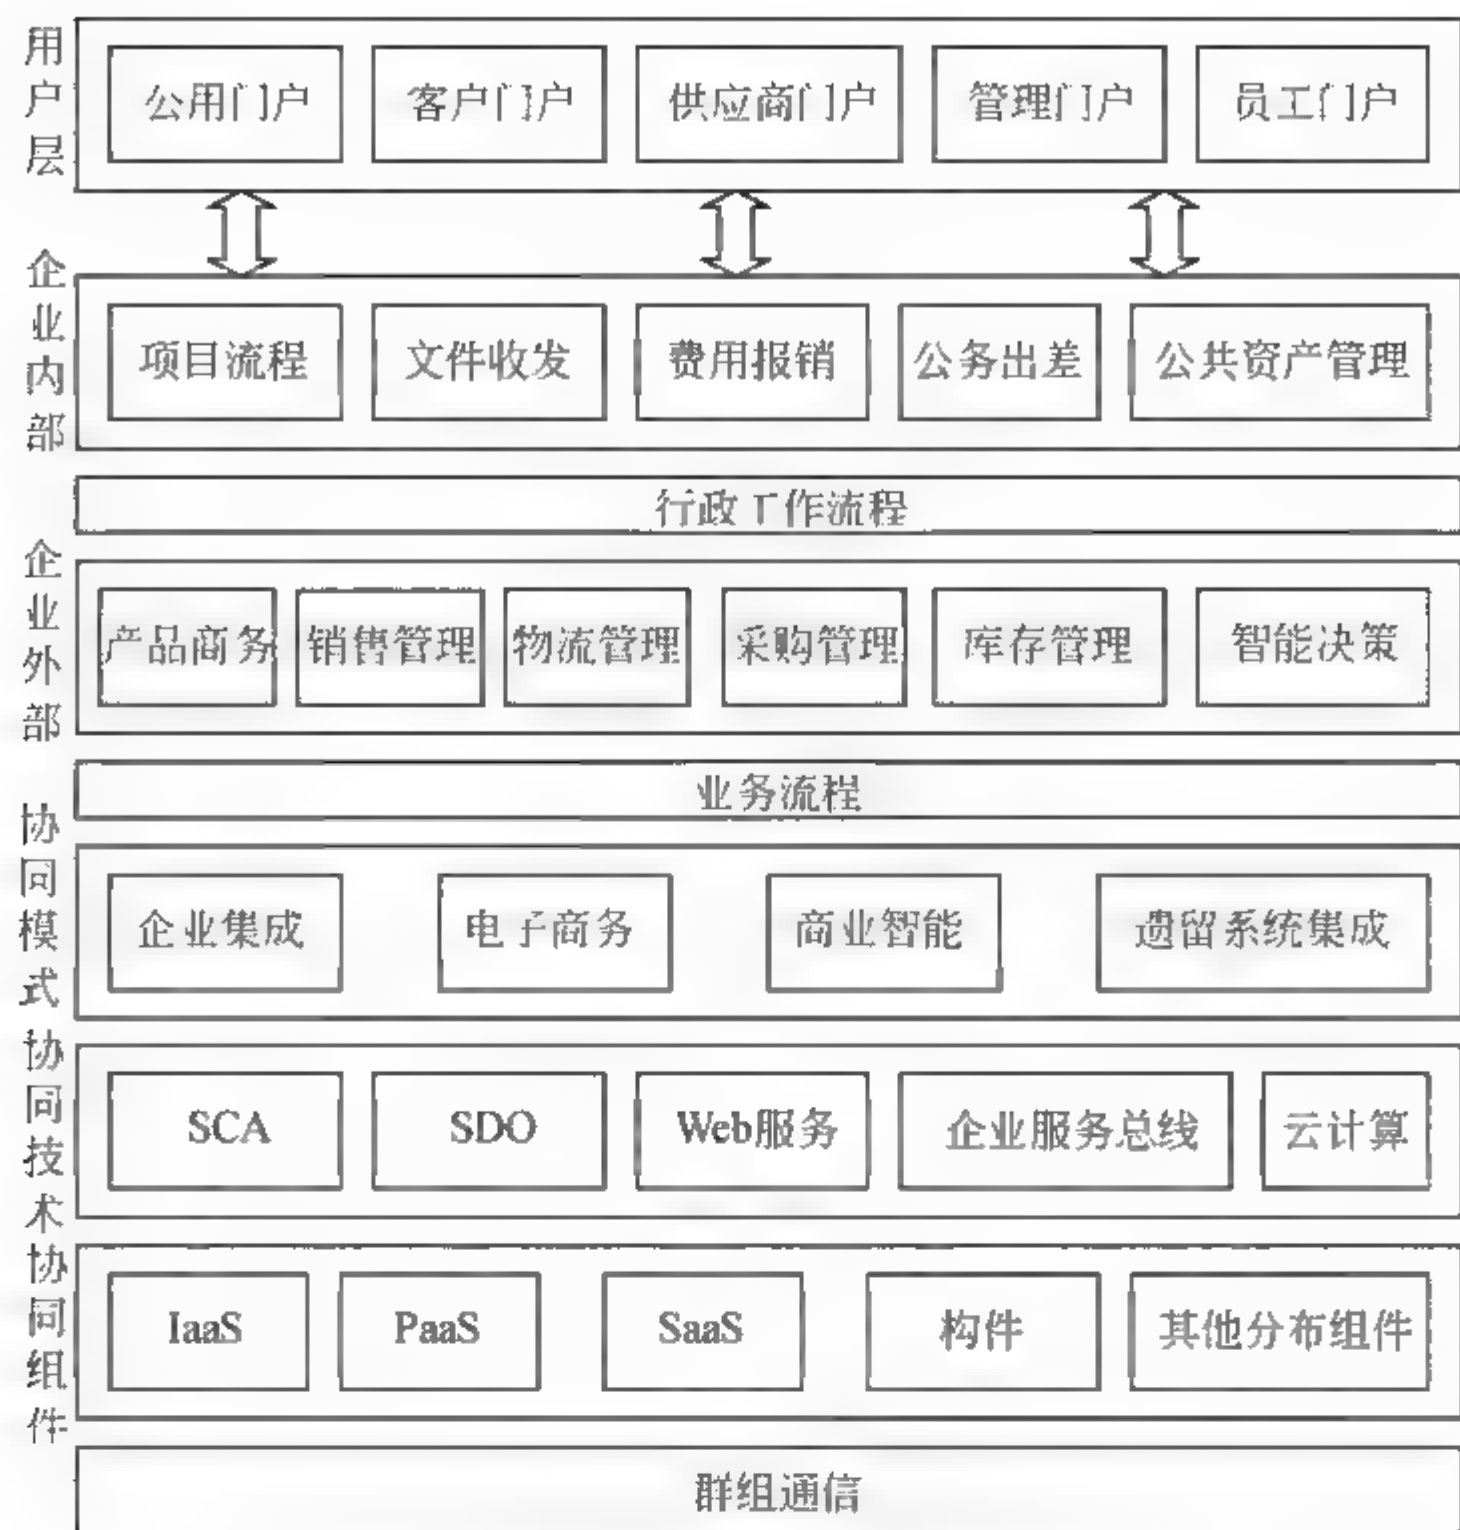 用户层
公用门户 客户门户 供应商门户 管理门户 员工门户
企业内部
项目流程 文件收发 费用报销 公务出差 公共资产管理
行政工作流程
企业外部
产品商务 销售管理 物流管理 采购管理 库存管理 智能决策
业务流程
协同模式
企业集成 电子商务 商业智能 遗留系统集成
协同技术
SCA SDO Web服务 企业服务总线 云计算
协同组件
IaaS PaaS SaaS 构件 其他分布组件
群组通信